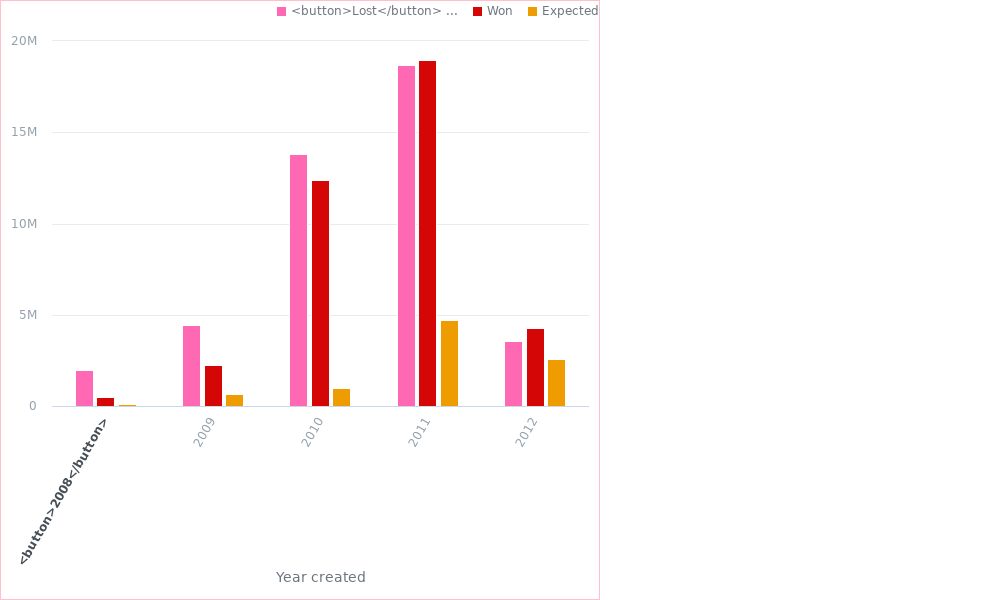 <button>Lost</button> ... Won Expected
20M
15M
10M
5M
0
<button>2008</button> 2009 2010 2011 2012
Year created